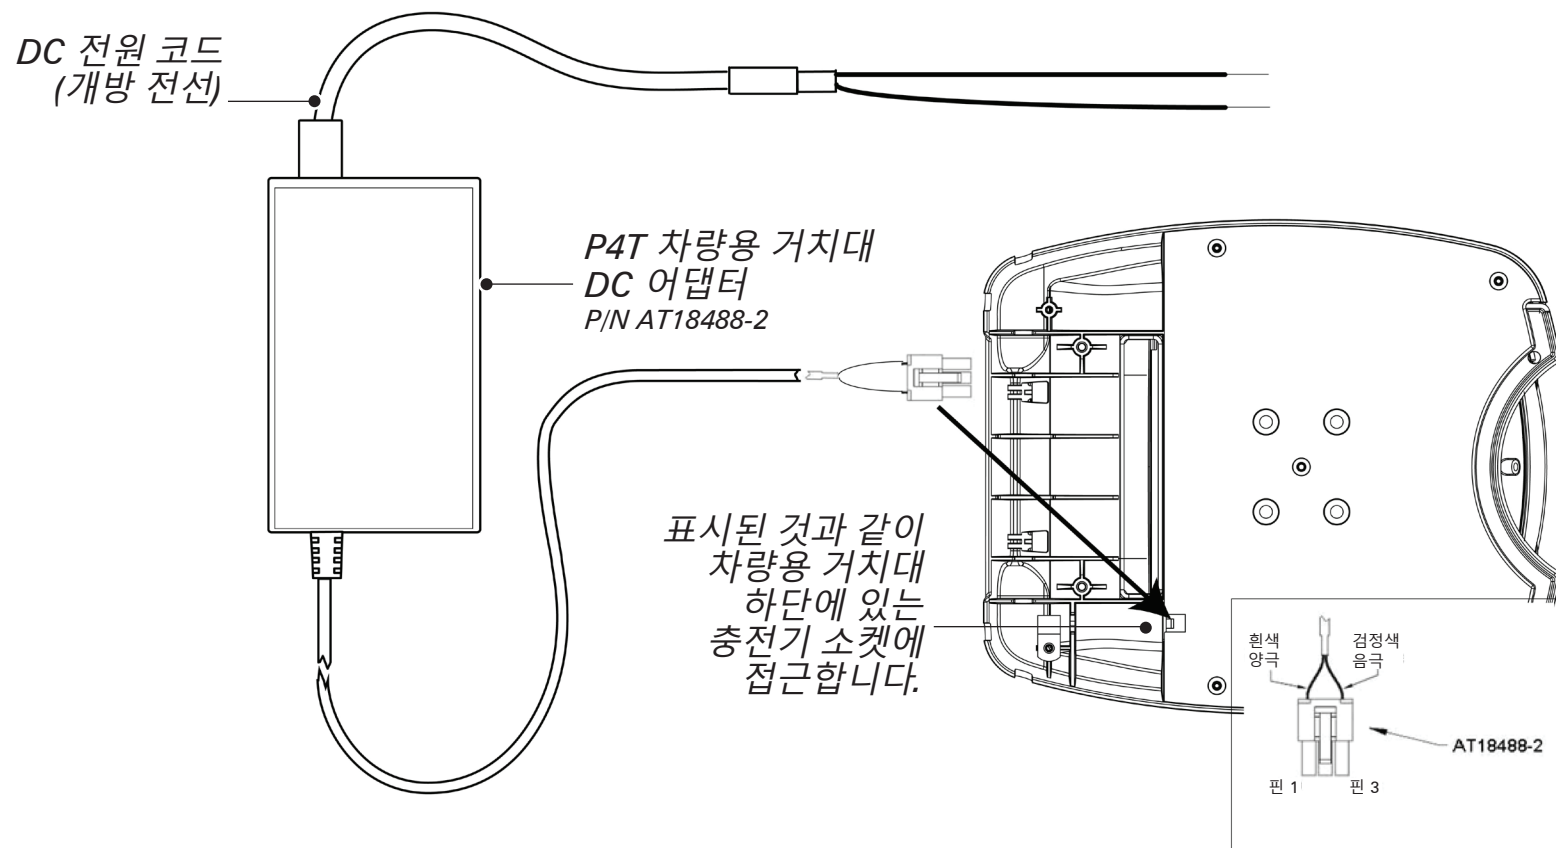 DC 전원 코드
(개방 전선)
P4T 차량용 거치대
DC 어댑터
P/N AT18488-2
표시된 것과 같이
차량용 거치대
하단에 있는
충전기 소켓에
접근합니다.
흰색
양극
검정색
음극
AT18488-2
핀 1
핀 3